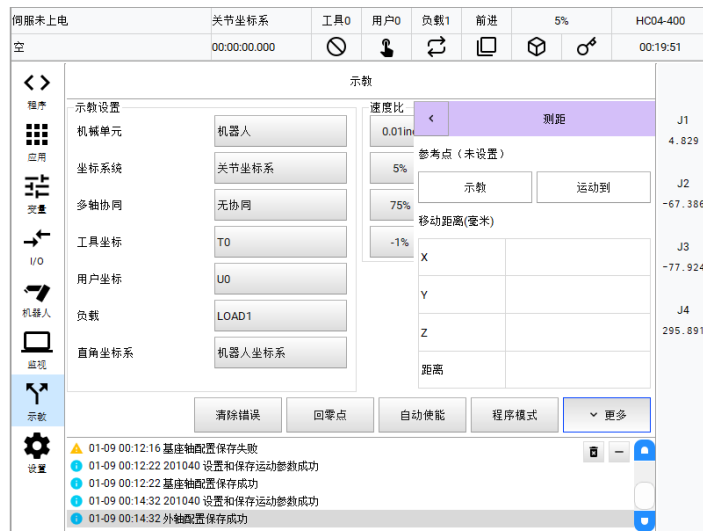 伺服未上电 关节坐标系 工具0 用户0 负载1 前进 5% HC04-400
空 00:00:00.000 00:19:51
程序
应用
变量
I/O
机器人
监视
示教
设置
示教
示教设置
机械单元 机器人
坐标系统 关节坐标系
多轴协同 无协同
工具坐标 T0
用户坐标 U0
负载 LOAD1
直角坐标系 机器人坐标系
速度比
0.01in
5%
75%
-1%
测距
参考点（未设置）
示教 运动到
移动距离(毫米)
X
Y
Z
距离
J1
4.829
J2
-67.386
J3
-77.924
J4
295.891
清除错误 回零点 自动使能 程序模式 更多
01-09 00:12:16 基座轴配置保存失败
01-09 00:12:22 201040 设置和保存运动参数成功
01-09 00:12:22 基座轴配置保存成功
01-09 00:14:32 201040 设置和保存运动参数成功
01-09 00:14:32 外轴配置保存成功